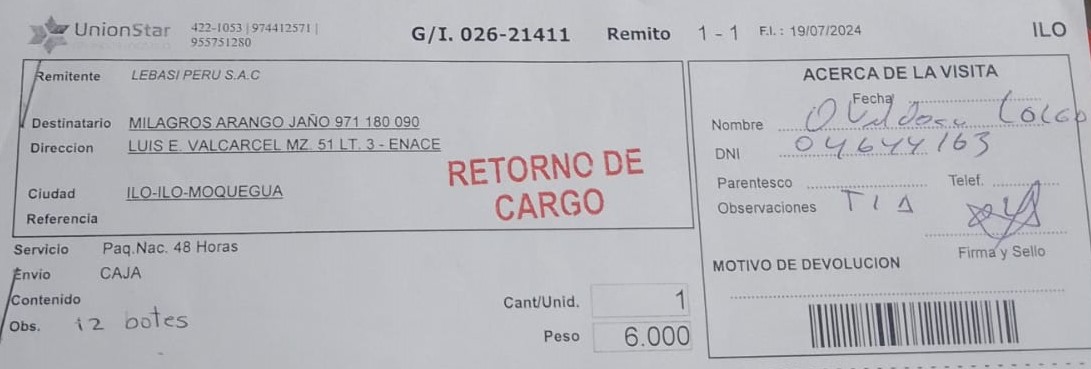 UnionStar 422-1053 | 974412571 | 955751280
G/I. 026-21411 Remito 1 - 1 F.I. : 19/07/2024 ILO
Remitente LEBASI PERU S.A.C
Destinatario MILAGROS ARANGO JAÑO 971 180 090
Direccion LUIS E. VALCARCEL MZ. 51 LT. 3 - ENACE
Ciudad ILO-ILO-MOQUEGUA
Referencia
RETORNO DE
CARGO
Servicio Paq.Nac. 48 Horas
Envio CAJA
Contenido
Obs. 12 botes
Cant/Unid. 1
Peso 6.000
ACERCA DE LA VISITA
Fecha
Nombre
DNI 04644163
Parentesco Telef.
Observaciones TIA
Firma y Sello
MOTIVO DE DEVOLUCION